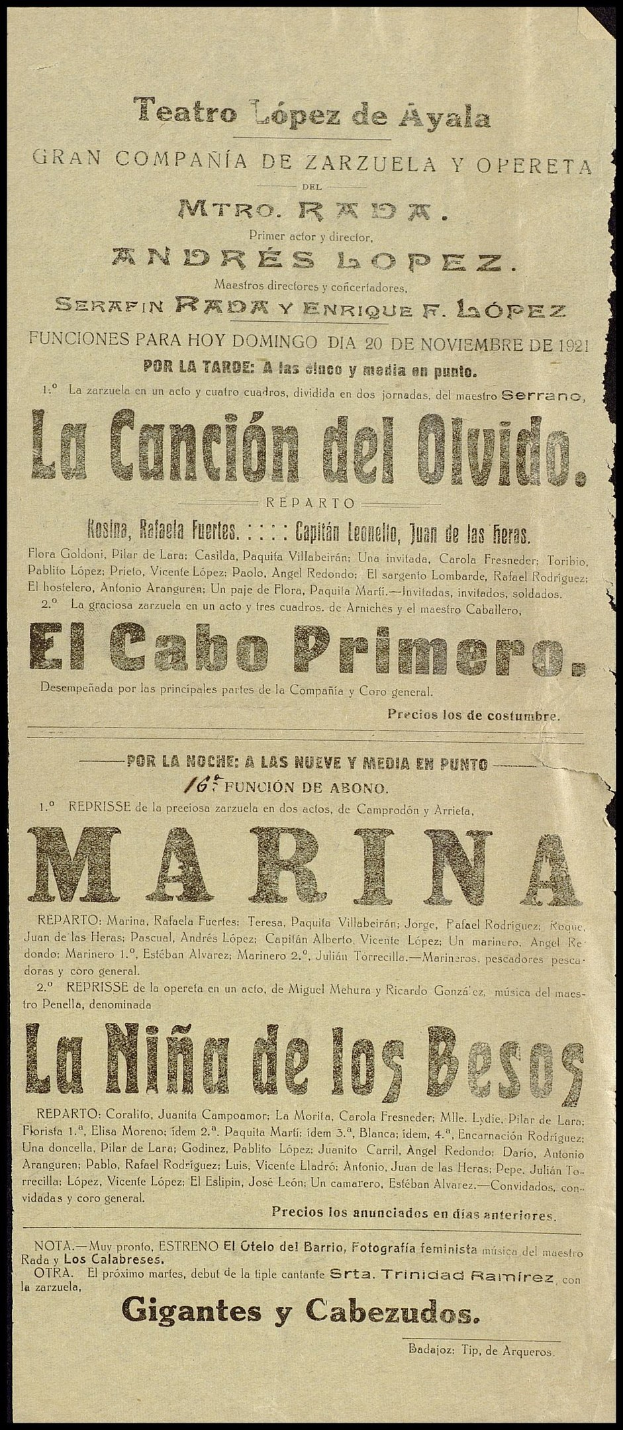 Teatro López de Ayala
GRAN COMPAÑÍA DE ZARZUELA Y OPERETA
DEL
MTRO. RADA.
Primer actor y director,
ANDRÉS LOPEZ.
Maestros directores y concertadores,
SERAFIN RADA Y ENRIQUE F. LÓPEZ
FUNCIONES PARA HOY DOMINGO DIA 20 DE NOVIEMBRE DE 1921
POR LA TARDE: A las cinco y media en punto.
1.º La zarzuela en un acto y cuatro cuadros, dividida en dos jornadas, del maestro Serrano,
La Canción del Olvido.
REPARTO
Rosina, Rafaela Fuertes. : : : : Capitán Leonello, Juan de las Heras.
Flora Goldoni, Pilar de Lara; Casilda, Paquita Villabeirán; Una invitada, Carola Fresneder; Toribio,
Pablito López; Prieto, Vicente López; Paolo, Angel Redondo; El sargento Lombarde, Rafael Rodriguez;
El hostelero, Antonio Aranguren; Un paje de Flora, Paquita Martí.—Invitadas, invitados, soldados.
2.º La graciosa zarzuela en un acto y tres cuadros, de Arniches y el maestro Caballero,
El Cabo Primero.
Desempeñada por las principales partes de la Compañía y Coro general.
Precios los de costumbre.
POR LA NOCHE: A LAS NUEVE Y MEDIA EN PUNTO
16ª FUNCIÓN DE ABONO.
1.º REPRISSE de la preciosa zarzuela en dos actos, de Camprodón y Arrieta,
MARINA
REPARTO: Marina, Rafaela Fuertes; Teresa, Paquita Villabeirán; Jorge, Rafael Rodriguez; Roque,
Juan de las Heras; Pascual, Andrés López; Capitán Alberto, Vicente López; Un marinero, Angel Re
dondo; Marinero 1.º, Estéban Alvarez; Marinero 2.º, Julián Torrecilla.—Marineros, pescadores pesca-
doras y coro general.
2.º REPRISSE de la opereta en un acto, de Miguel Mehura y Ricardo González, música del maes-
tro Penella, denominada
La Niña de los Besos
REPARTO: Coralito, Juanita Campoamor; La Morita, Carola Fresneder; Mlle. Lydie, Pilar de Lara;
Florista 1.ª, Elisa Moreno; ídem 2.ª, Paquita Martí; idem 3.ª, Blanca; idem, 4.ª, Encarnación Rodríguez;
Una doncella, Pilar de Lara; Godinez, Pablito López; Juanito Carril, Angel Redondo; Darío, Antonio
Aranguren; Pablo, Rafael Rodríguez; Luis, Vicente Lladró; Antonio, Juan de las Heras; Pepe, Julián To-
rrecilla; López, Vicente López; El Eslipin, José León; Un camarero, Estéban Alvarez.—Convidados, con-
vidadas y coro general.
Precios los anunciados en días anteriores.
NOTA.—Muy pronto, ESTRENO El Otelo del Barrio, Fotografía feminista música del maestro
Rada y Los Calabreses.
OTRA. El próximo martes, debut de la tiple cantante Srta. Trinidad Ramírez, con
la zarzuela,
Gigantes y Cabezudos.
Badajoz: Tip, de Arqueros.